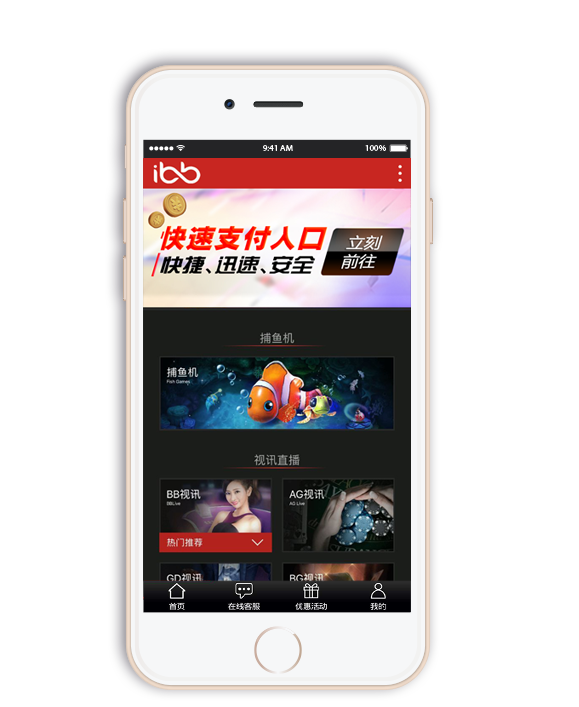 9:41 AM
100%
ibb
快速支付人口
快捷、迅速、安全
立刻
前往
捕鱼机
捕鱼机
Fish Games
视讯直播
BB视讯
BBLive
AG视讯
AG Live
热门推荐
GD视讯
BG视讯
首页
在线客服
优惠活动
我的